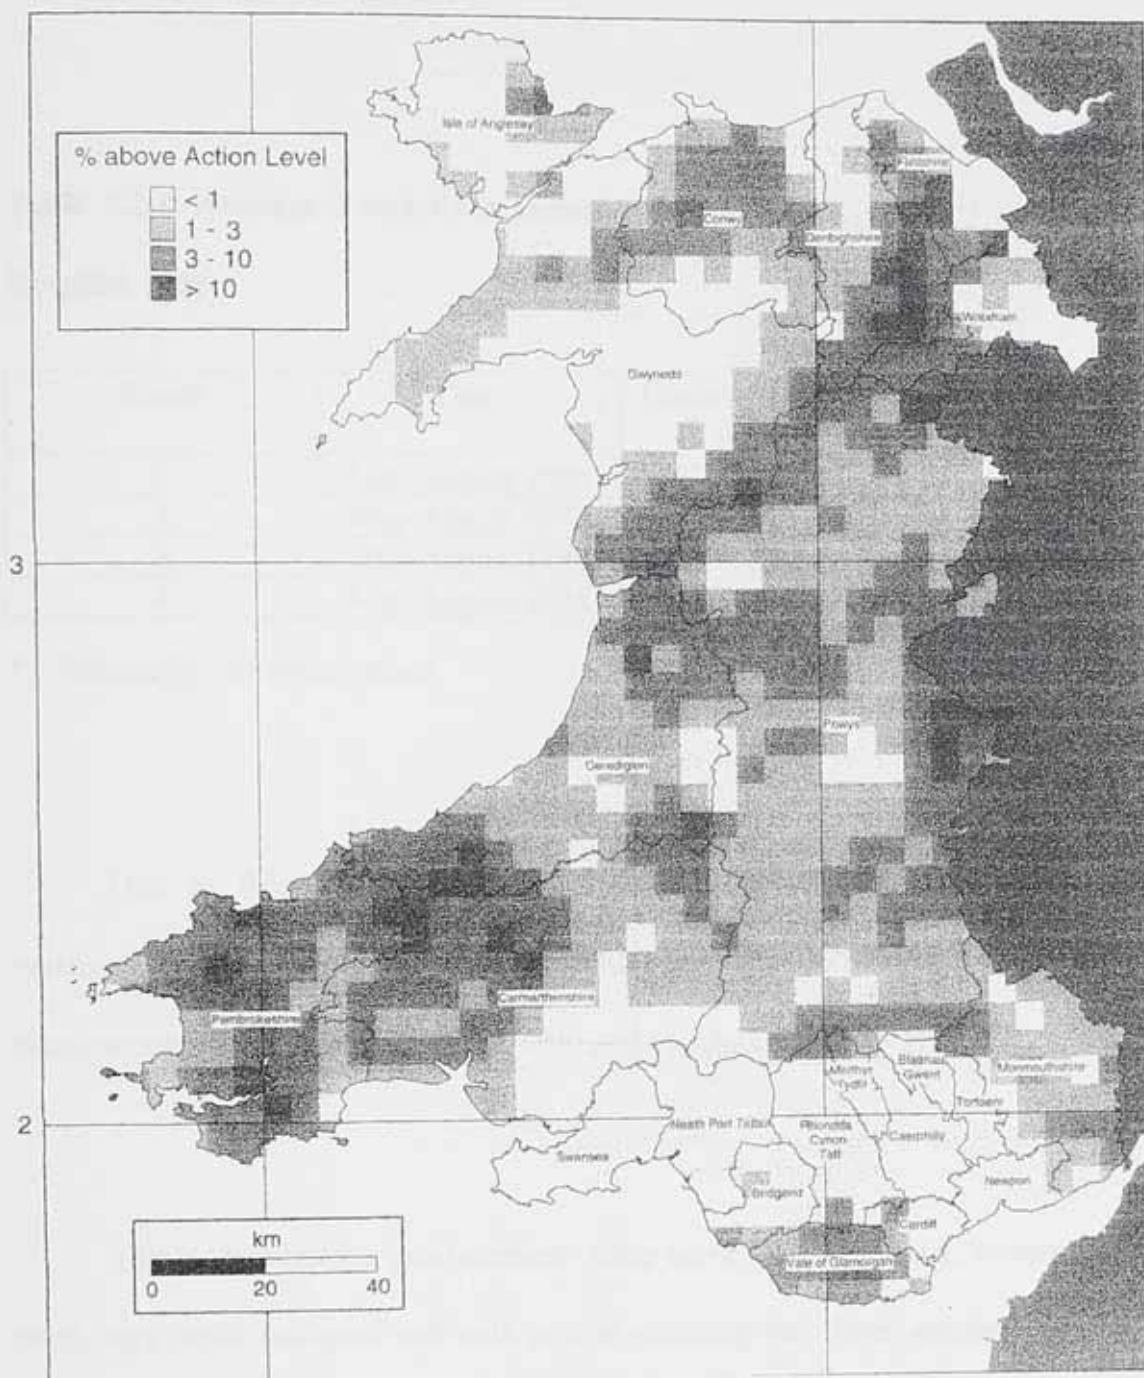 % above Action Level
< 1
1 - 3
3 - 10
> 10
Isle of Anglesey
Flintshire
Conwy
Denbighshire
Wrexham
Gwynedd
3
Powys
Ceredigion
Carmarthenshire
Pembrokeshire
Merthyr
Tydfil
Blaenau
Gwent
Monmouthshire
Torfaen
2
Neath Port Talbot
Rhondda
Cynon
Taff
Caerphilly
Swansea
Bridgend
Newport
Cardiff
Vale of Glamorgan
km
0 20 40